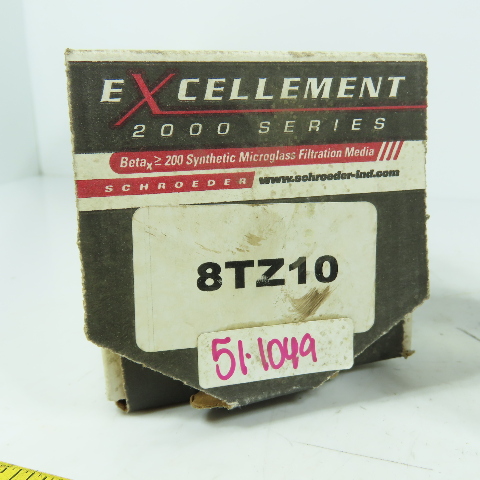 EXCELLEMENT
2000 SERIES
Betax ≥ 200 Synthetic Microglass Filtration Media
SCHROEDER www.schroeder-ind.com
8TZ10
51-1049